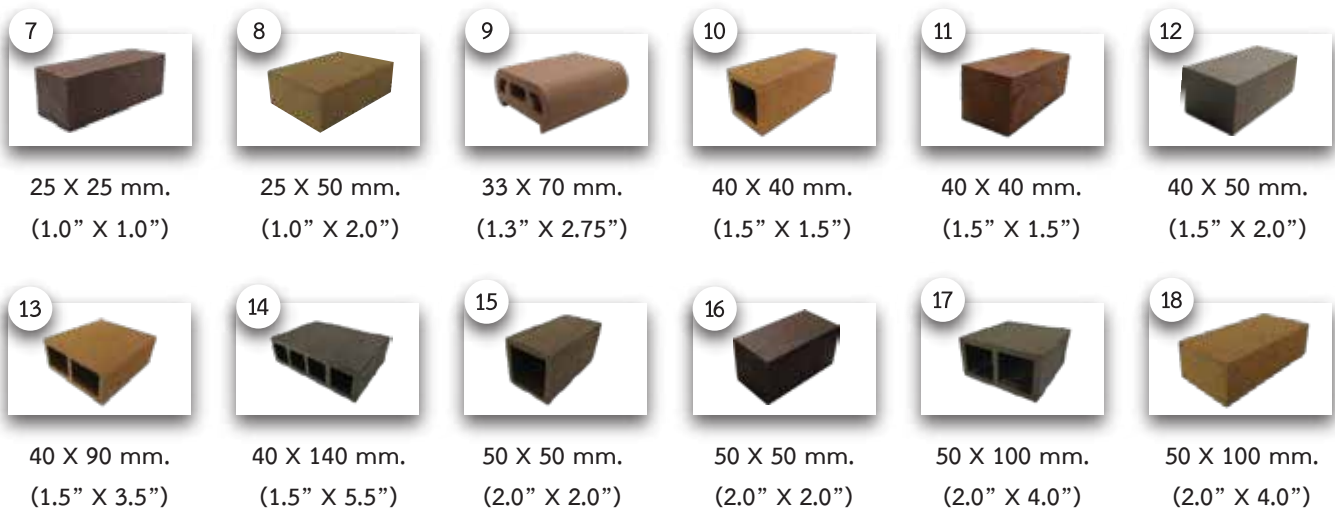 7 8 9 10 11 12
25 X 25 mm. 25 X 50 mm. 33 X 70 mm. 40 X 40 mm. 40 X 40 mm. 40 X 50 mm.
(1.0” X 1.0”) (1.0” X 2.0”) (1.3” X 2.75”) (1.5” X 1.5”) (1.5” X 1.5”) (1.5” X 2.0”)
13 14 15 16 17 18
40 X 90 mm. 40 X 140 mm. 50 X 50 mm. 50 X 50 mm. 50 X 100 mm. 50 X 100 mm.
(1.5” X 3.5”) (1.5” X 5.5”) (2.0” X 2.0”) (2.0” X 2.0”) (2.0” X 4.0”) (2.0” X 4.0”)